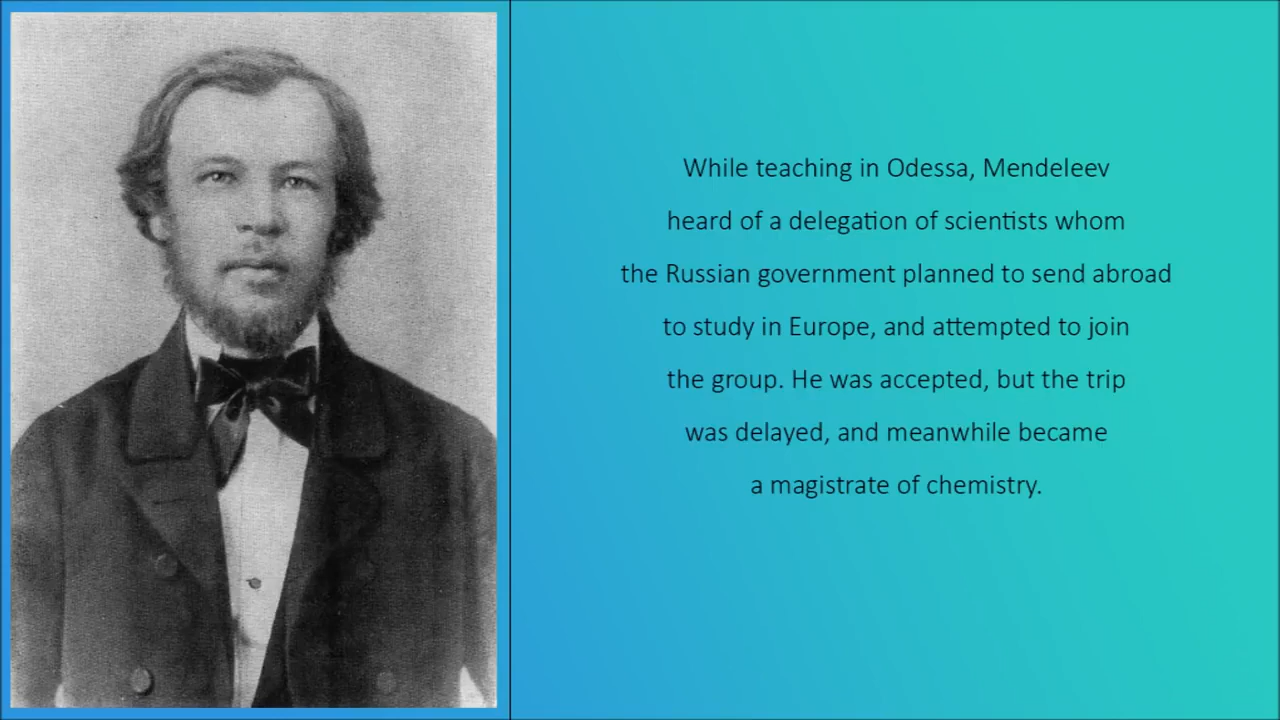 While teaching in Odessa, Mendeleev
heard of a delegation of scientists whom
the Russian government planned to send abroad
to study in Europe, and attempted to join
the group. He was accepted, but the trip
was delayed, and meanwhile became
a magistrate of chemistry.